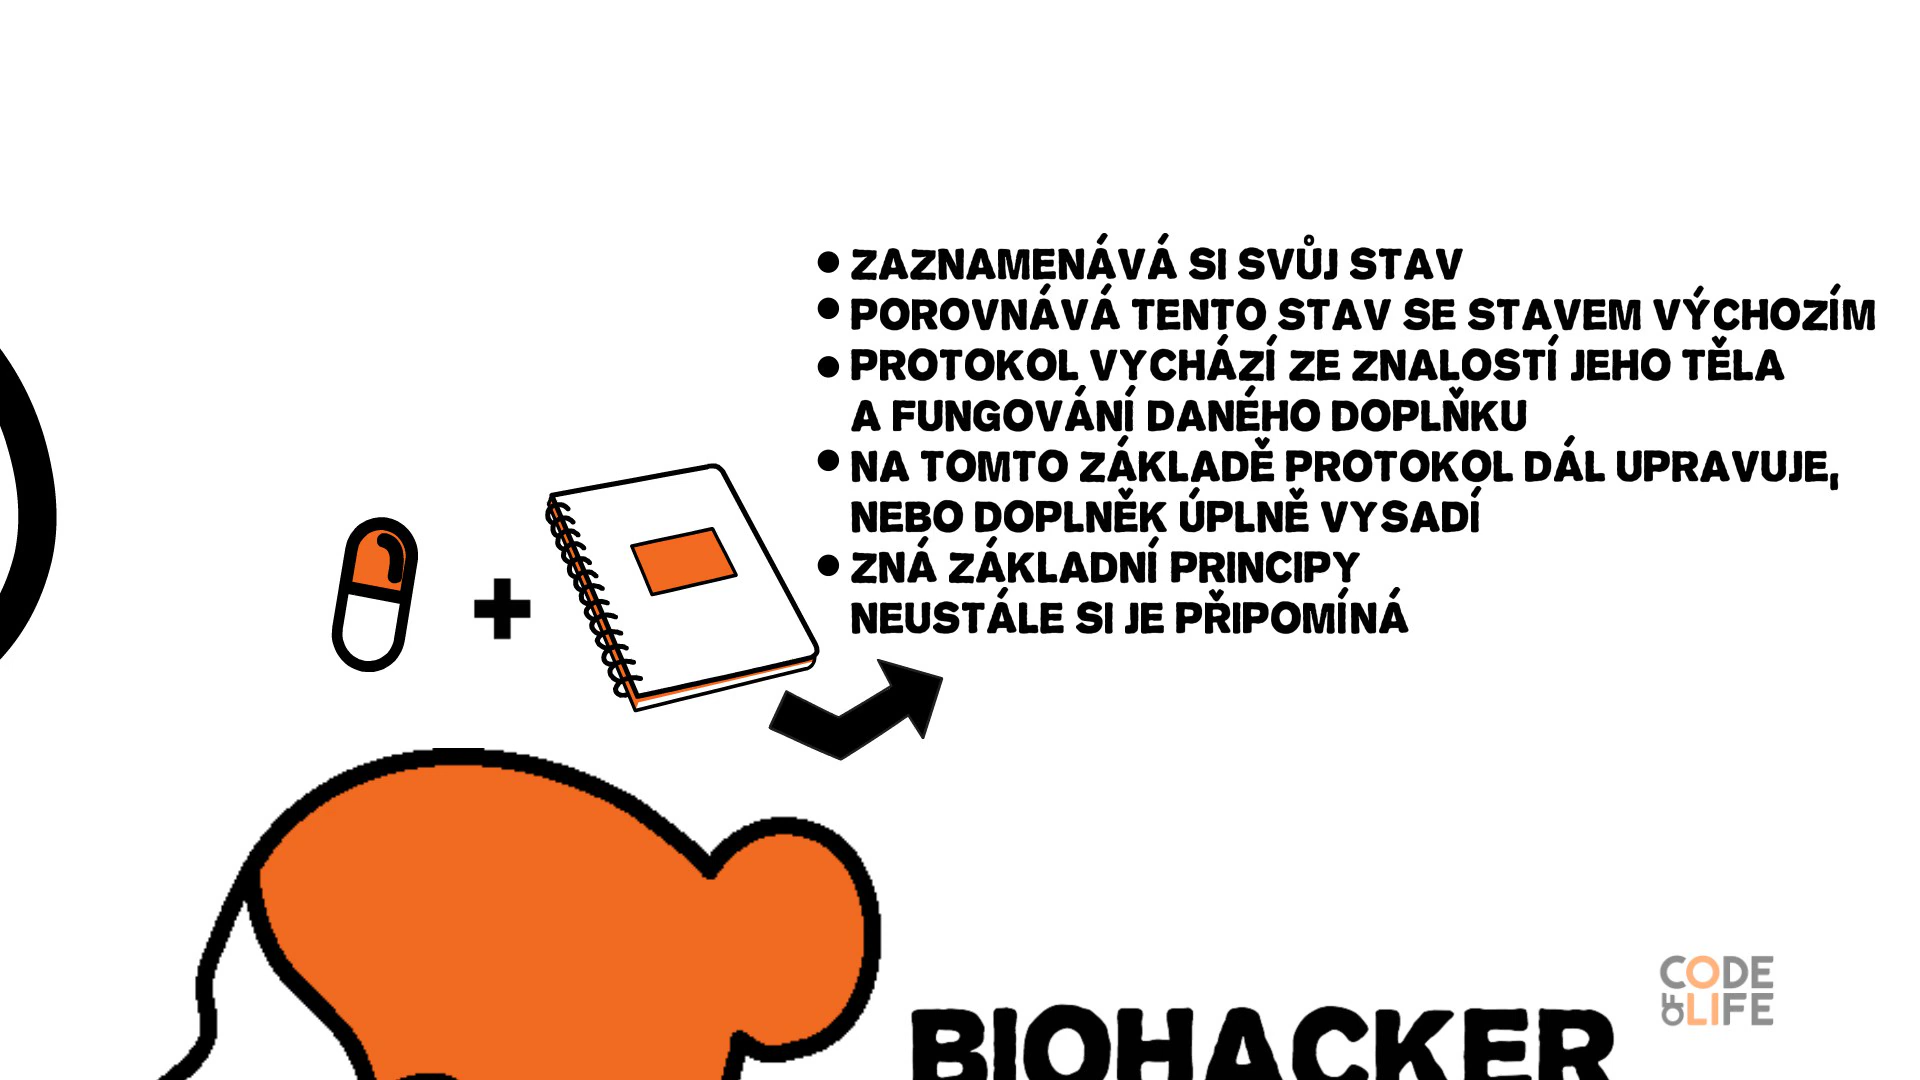 • ZAZNAMENÁVÁ SI SVŮJ STAV
• POROVNÁVÁ TENTO STAV SE STAVEM VÝCHOZÍM
• PROTOKOL VYCHÁZÍ ZE ZNALOSTÍ JEHO TĚLA
A FUNGOVÁNÍ DANÉHO DOPLŇKU
• NA TOMTO ZÁKLADĚ PROTOKOL DÁL UPRAVUJE,
NEBO DOPLNĚK ÚPLNĚ VYSADÍ
• ZNÁ ZÁKLADNÍ PRINCIPY
NEUSTÁLE SI JE PŘIPOMÍNÁ
BIOHACKER
CODE
OF LIFE